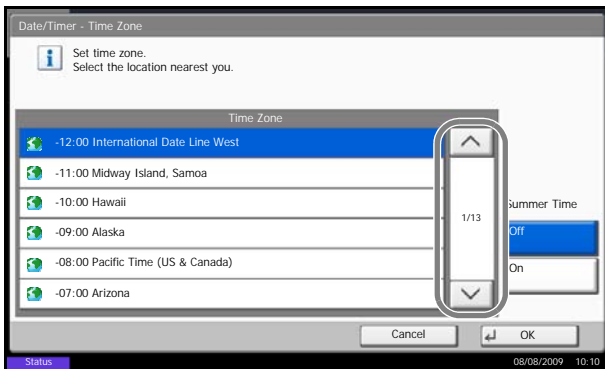 Date/Timer - Time Zone
Set time zone.
Select the location nearest you.
Time Zone
-12:00 International Date Line West
-11:00 Midway Island, Samoa
-10:00 Hawaii
-09:00 Alaska
-08:00 Pacific Time (US & Canada)
-07:00 Arizona
1/13
Summer Time
Off
On
Cancel
OK
Status
08/08/2009 10:10